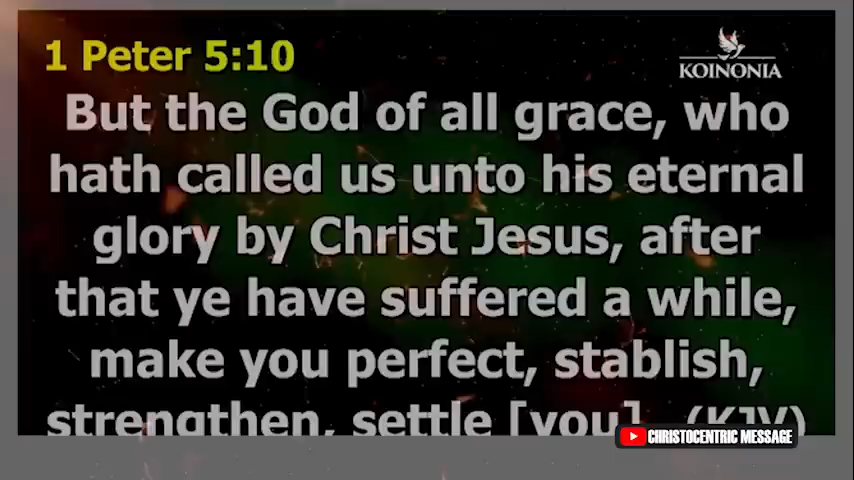 1 Peter 5:10
KOINONIA
But the God of all grace, who
hath called us unto his eternal
glory by Christ Jesus, after
that ye have suffered a while,
make you perfect, stablish,
strengthen, settle [you]. (KJV)
CHRISTOCENTRIC MESSAGE